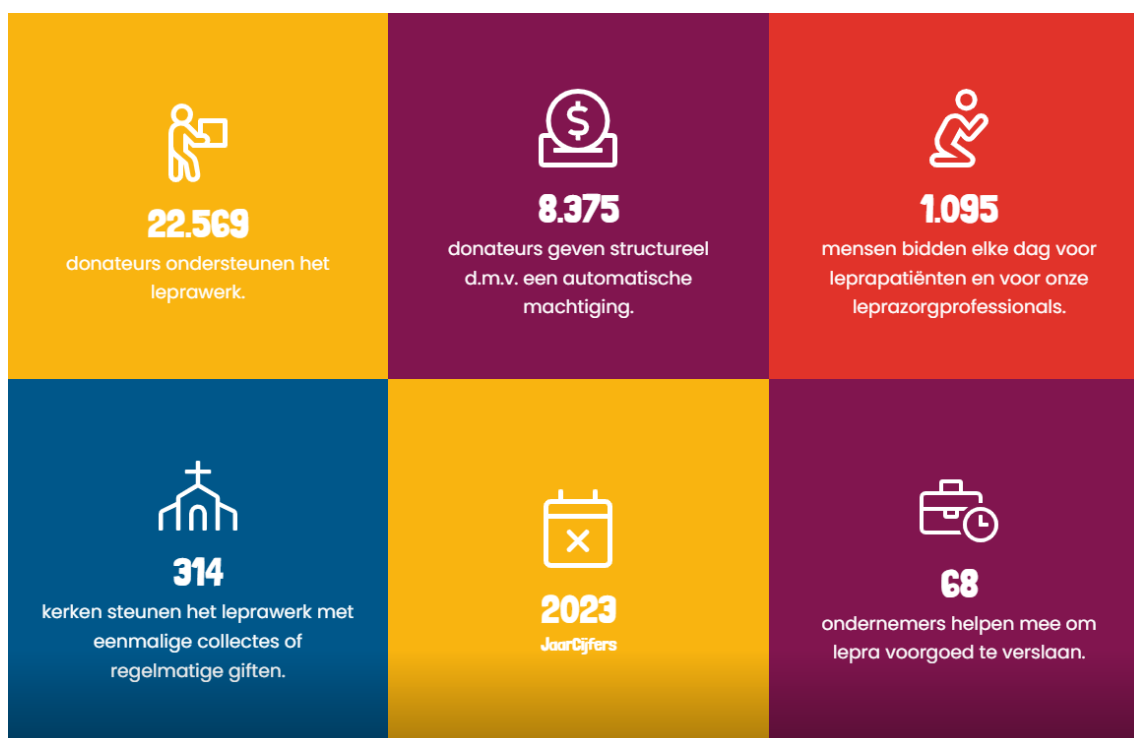 22.569
donateurs ondersteunen het
leprawerk.
8.375
donateurs geven structureel
d.m.v. een automatische
machtiging.
1.095
mensen bidden elke dag voor
leprapatiënten en voor onze
leprazorgprofessionals.
314
kerken steunen het leprawerk met
eenmalige collectes of
regelmatige giften.
2023
JaarCijfers
68
ondernemers helpen mee om
lepra voorgoed te verslaan.